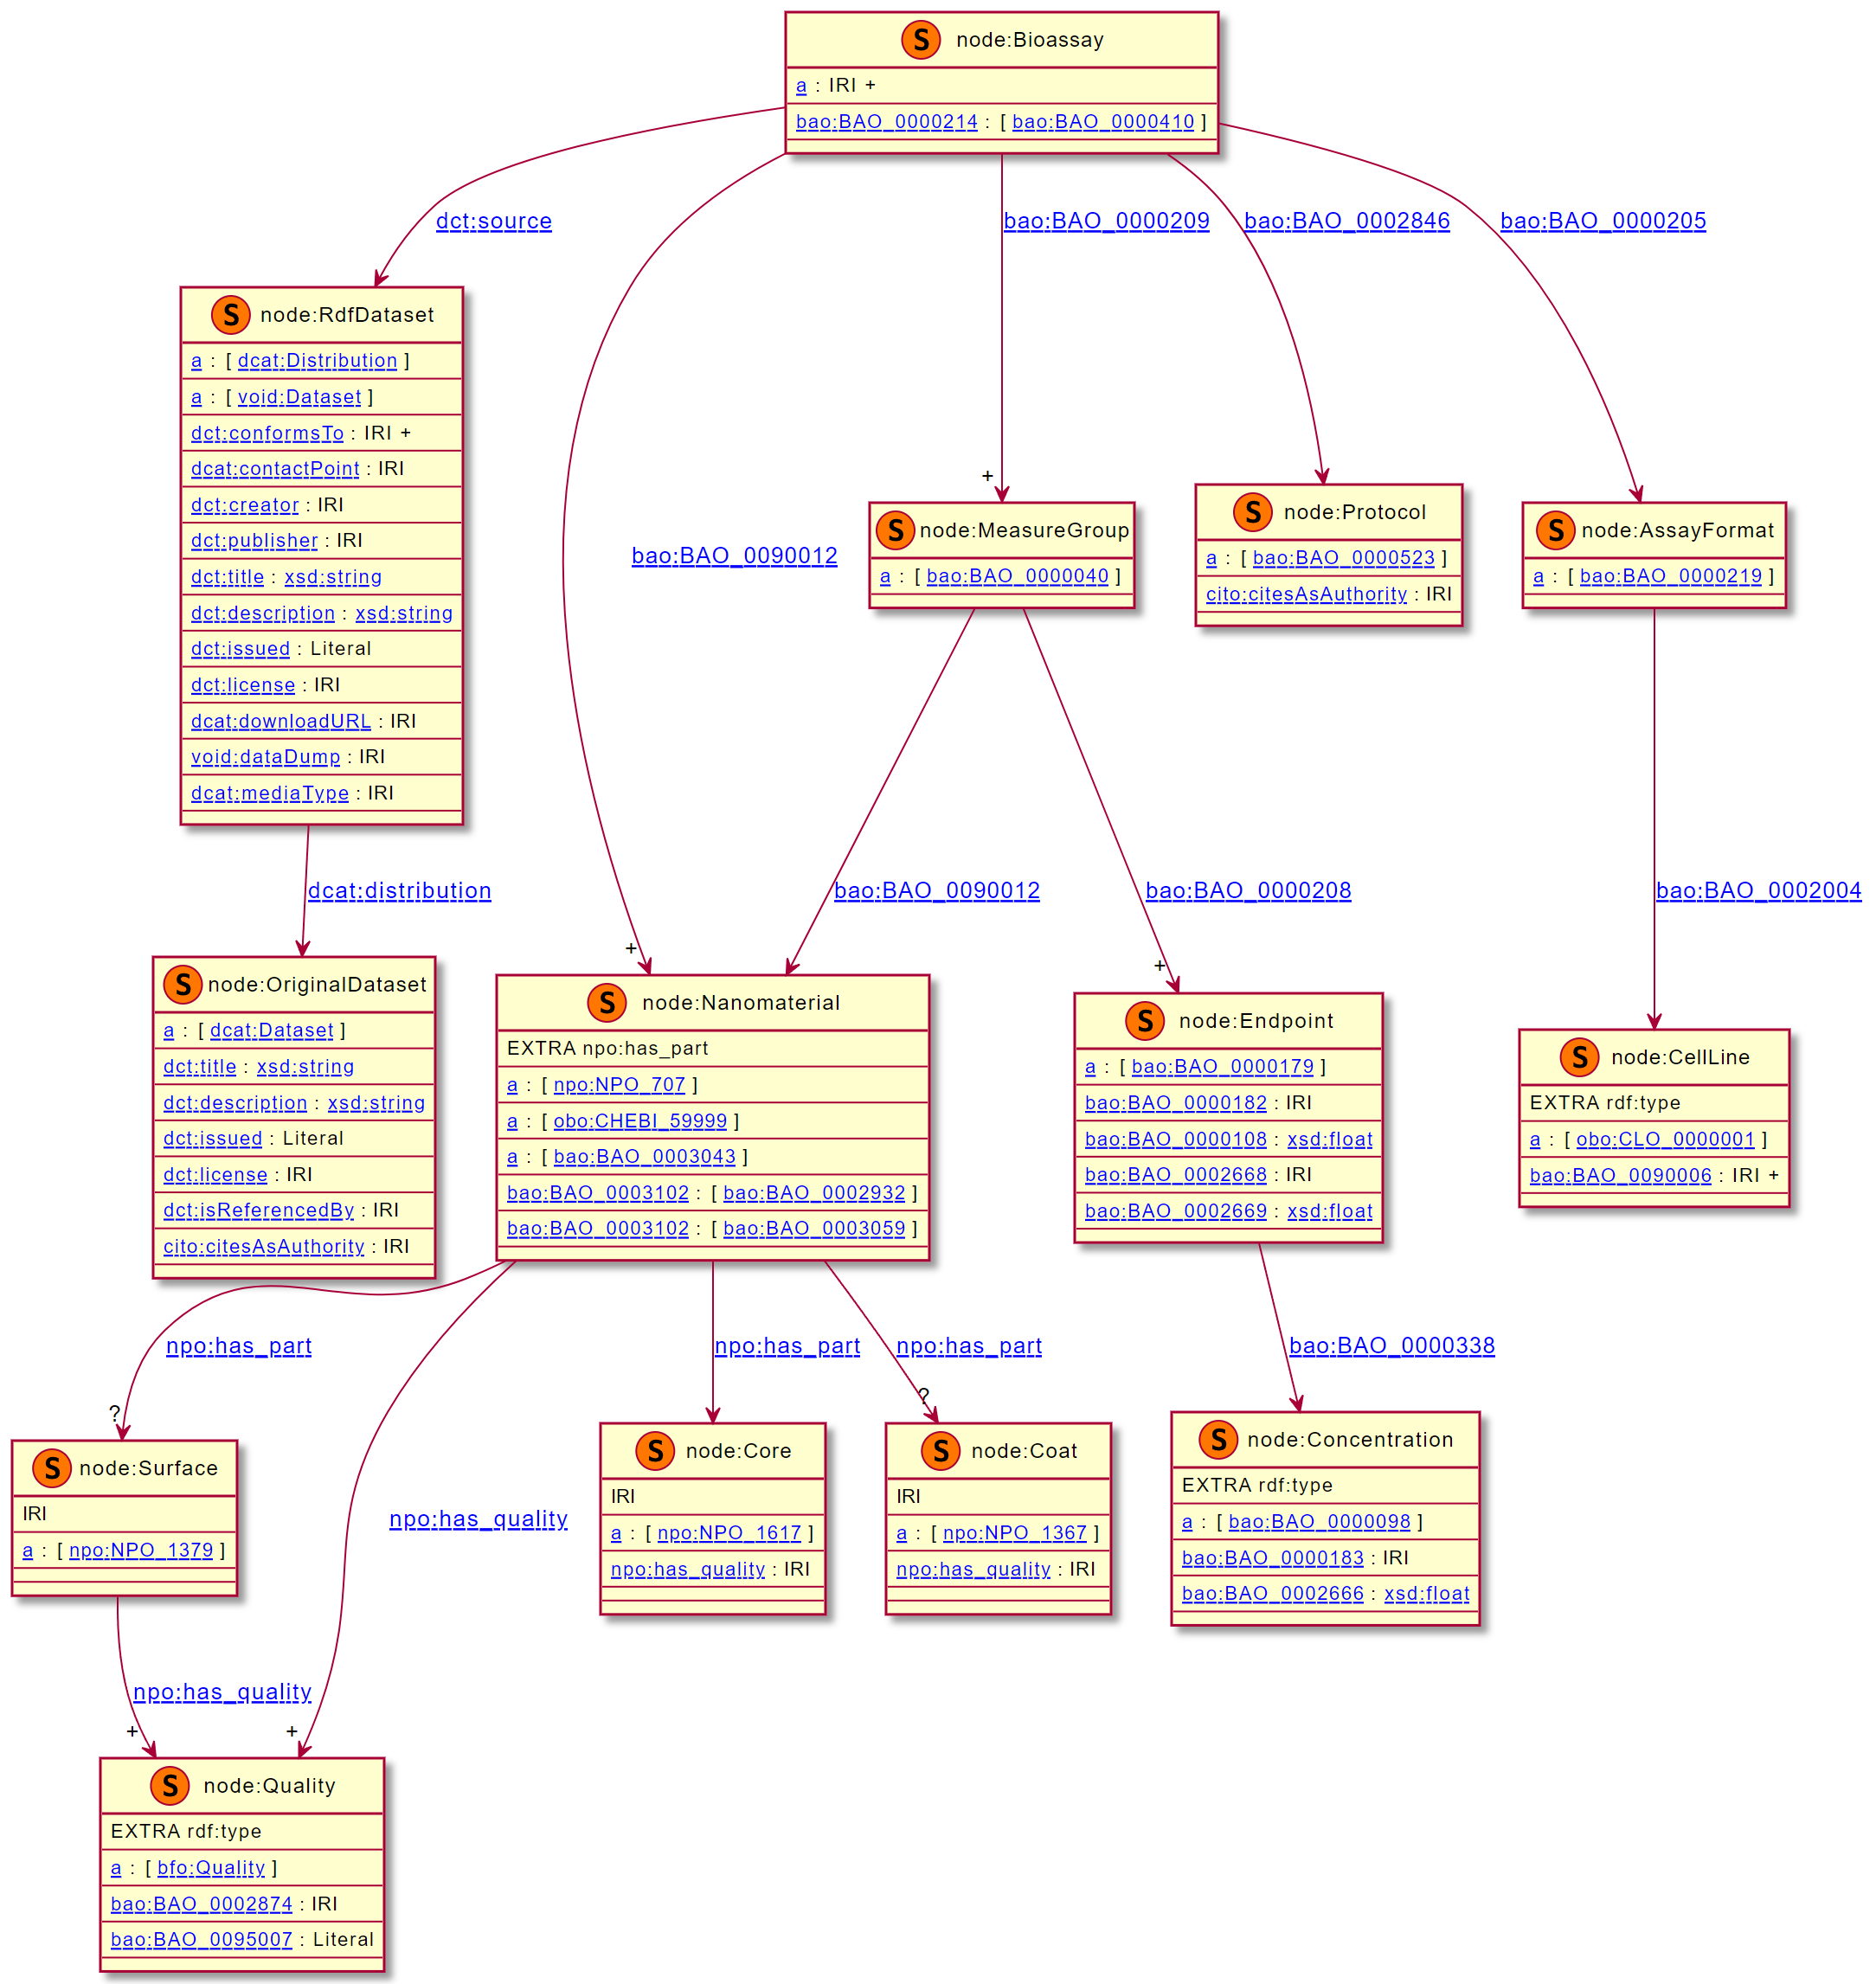 S node:Bioassay
a : IRI +
bao:BAO_0000214 : [ bao:BAO_0000410 ]
dct:source
bao:BAO_0000209
bao:BAO_0002846
bao:BAO_0000205
S node:RdfDataset
a : [ dcat:Distribution ]
a : [ void:Dataset ]
dct:conformsTo : IRI +
dcat:contactPoint : IRI
dct:creator : IRI
dct:publisher : IRI
dct:title : xsd:string
dct:description : xsd:string
dct:issued : Literal
dct:license : IRI
dcat:downloadURL : IRI
void:dataDump : IRI
dcat:mediaType : IRI
bao:BAO_0090012
+
+
S node:MeasureGroup
a : [ bao:BAO_0000040 ]
S node:Protocol
a : [ bao:BAO_0000523 ]
cito:citesAsAuthority : IRI
S node:AssayFormat
a : [ bao:BAO_0000219 ]
dcat:distribution
bao:BAO_0090012
bao:BAO_0000208
+
bao:BAO_0002004
S node:OriginalDataset
a : [ dcat:Dataset ]
dct:title : xsd:string
dct:description : xsd:string
dct:issued : Literal
dct:license : IRI
dct:isReferencedBy : IRI
cito:citesAsAuthority : IRI
S node:Nanomaterial
EXTRA npo:has_part
a : [ npo:NPO_707 ]
a : [ obo:CHEBI_59999 ]
a : [ bao:BAO_0003043 ]
bao:BAO_0003102 : [ bao:BAO_0002932 ]
bao:BAO_0003102 : [ bao:BAO_0003059 ]
S node:Endpoint
a : [ bao:BAO_0000179 ]
bao:BAO_0000182 : IRI
bao:BAO_0000108 : xsd:float
bao:BAO_0002668 : IRI
bao:BAO_0002669 : xsd:float
S node:CellLine
EXTRA rdf:type
a : [ obo:CLO_0000001 ]
bao:BAO_0090006 : IRI +
npo:has_part
?
npo:has_part
npo:has_part
?
bao:BAO_0000338
S node:Surface
IRI
a : [ npo:NPO_1379 ]
npo:has_quality
S node:Core
IRI
a : [ npo:NPO_1617 ]
npo:has_quality : IRI
S node:Coat
IRI
a : [ npo:NPO_1367 ]
npo:has_quality : IRI
S node:Concentration
EXTRA rdf:type
a : [ bao:BAO_0000098 ]
bao:BAO_0000183 : IRI
bao:BAO_0002666 : xsd:float
npo:has_quality
+
+
S node:Quality
EXTRA rdf:type
a : [ bfo:Quality ]
bao:BAO_0002874 : IRI
bao:BAO_0095007 : Literal